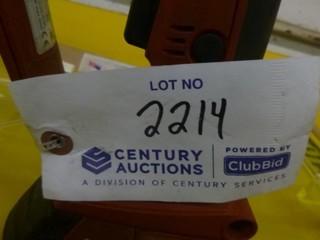 LOT NO
2214
CENTURY AUCTIONS
POWERED BY
ClubBid
A DIVISION OF CENTURY SERVICES